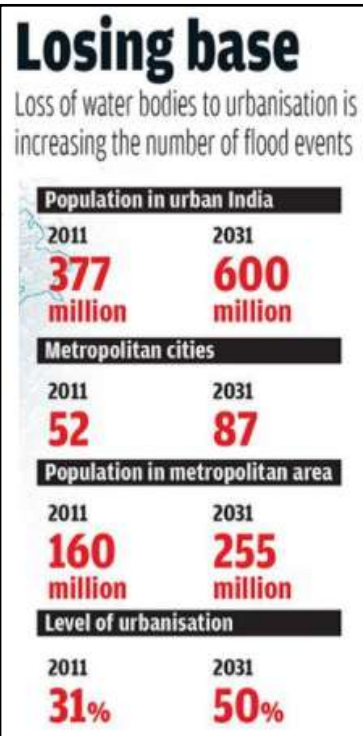 Losing base
Loss of water bodies to urbanisation is
increasing the number of flood events
Population in urban India
2011 2031
377 600
million million
Metropolitan cities
2011 2031
52 87
Population in metropolitan area
2011 2031
160 255
million million
Level of urbanisation
2011 2031
31% 50%